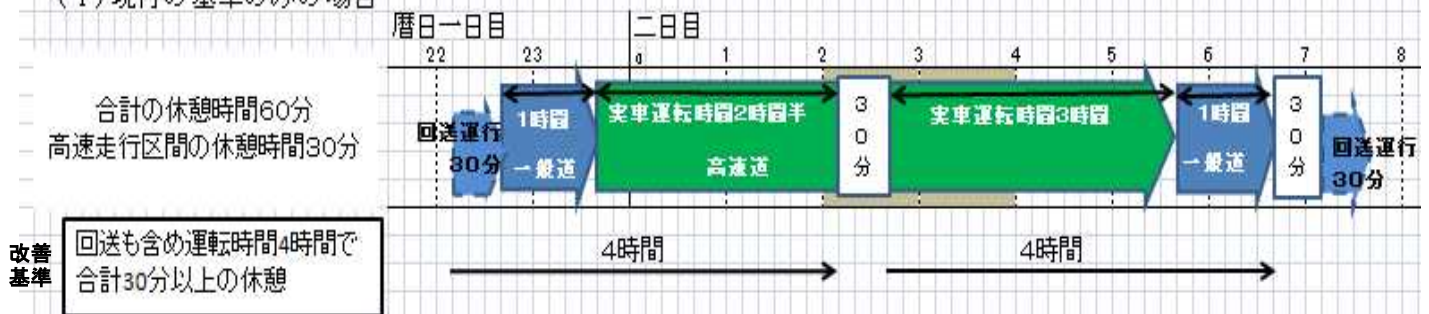 (1)現行の基準のみの場合
暦日一日目
二日目
22 23 0 1 2 3 4 5 6 7 8
合計の休憩時間60分
高速走行区間の休憩時間30分
回送運行
30分
1時間
一般道
実車運転時間2時間半
高速道
30分
実車運転時間3時間
1時間
一般道
30分
回送運行
30分
改善
基準
回送も含め運転時間4時間で
合計30分以上の休憩
4時間
4時間